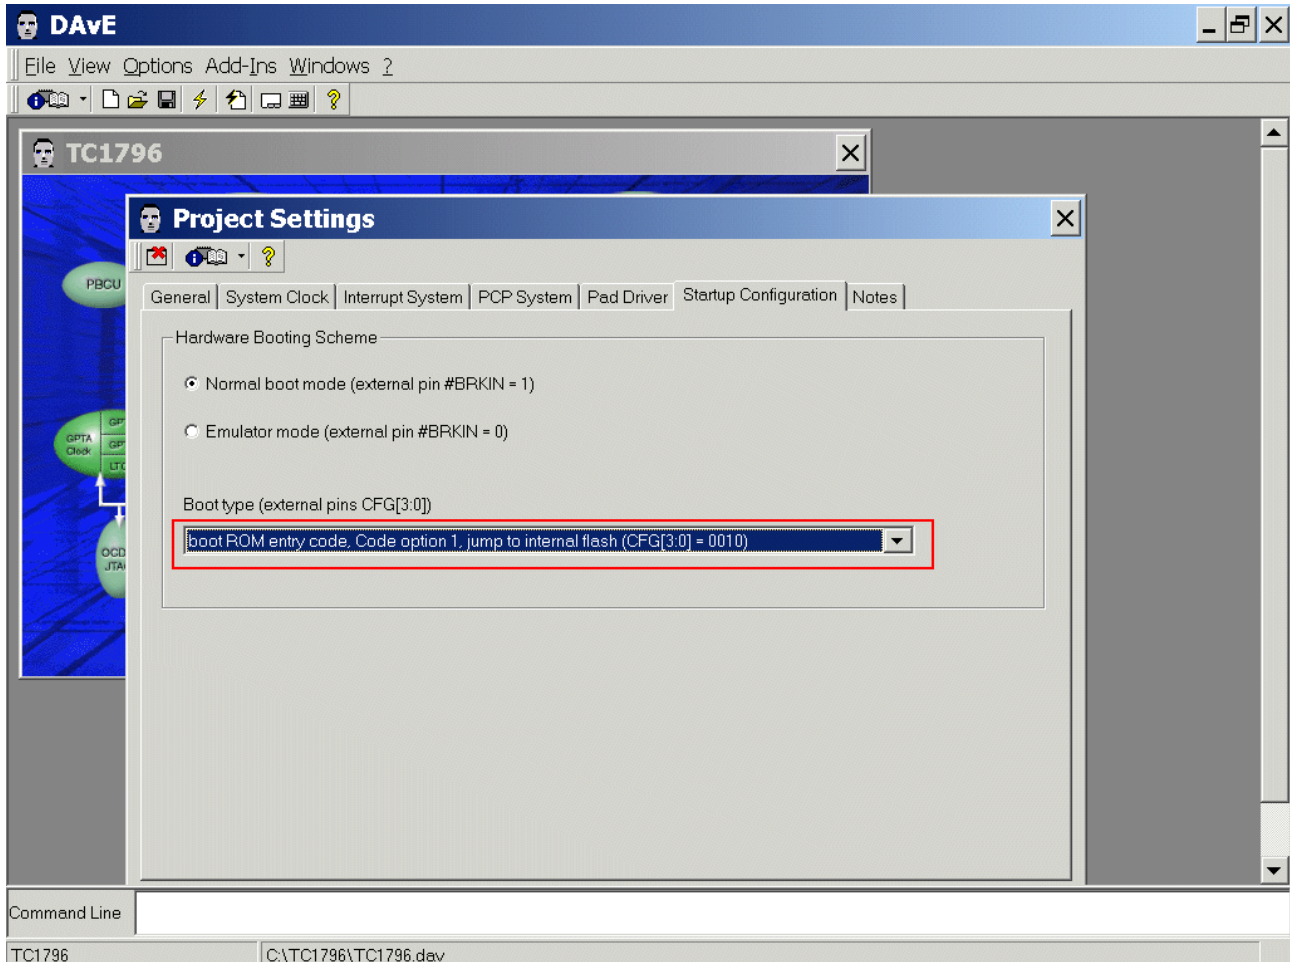 DAvE
File View Options Add-Ins Windows ?
TC1796
Project Settings
PBCU
General System Clock Interrupt System PCP System Pad Driver Startup Configuration Notes
Hardware Booting Scheme
Normal boot mode (external pin #BRKIN = 1)
Emulator mode (external pin #BRKIN = 0)
GPTA
Clock
Boot type (external pins CFG[3:0])
boot ROM entry code, Code option 1, jump to internal flash (CFG[3:0] = 0010)
Command Line
TC1796 C:\TC1796\TC1796.dav